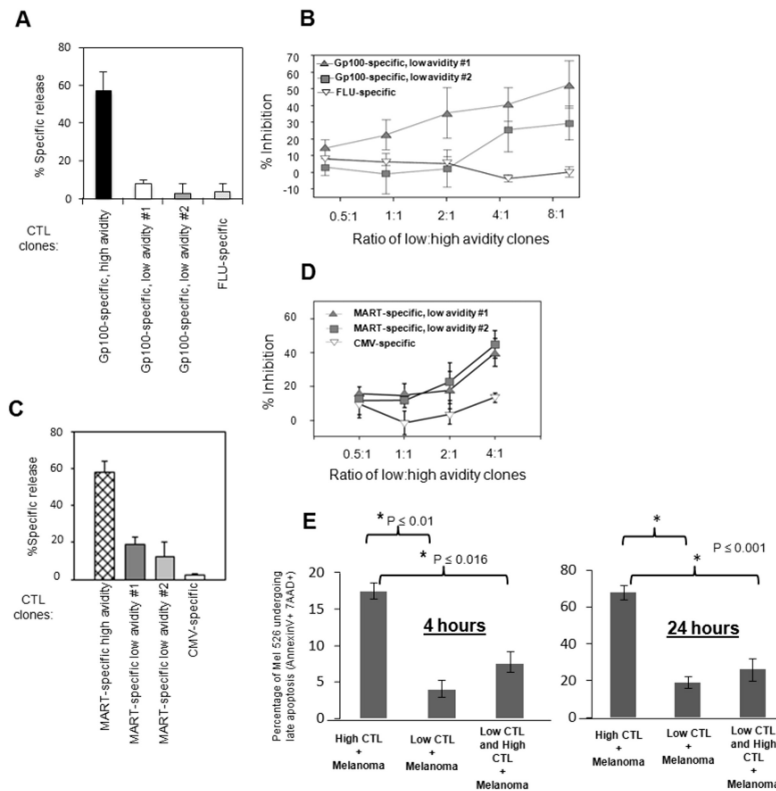 A
% Specific release
80
60
40
20
0
CTL
clones:
Gp100-specific, high avidity
Gp100-specific, low avidity #1
Gp100-specific, low avidity #2
FLU-specific
B
% Inhibition
70
60
50
40
30
20
10
0
-10
Gp100-specific, low avidity #1
Gp100-specific, low avidity #2
FLU-specific
0.5:1 1:1 2:1 4:1 8:1
Ratio of low:high avidity clones
C
%Specific release
80
60
40
20
0
CTL
clones:
MART-specific high avidity
MART-specific low avidity #1
MART-specific low avidity #2
CMV-specific
D
% Inhibition
60
40
20
0
MART-specific, low avidity #1
MART-specific, low avidity #2
CMV-specific
0.5:1 1:1 2:1 4:1
Ratio of low:high avidity clones
E
Percentage of Mel 526 undergoing
late apoptosis (AnnexinV+ 7AAD+)
* P ≤ 0.01
* P ≤ 0.016
20
15
10
5
0
4 hours
High CTL
+
Melanoma
Low CTL
+
Melanoma
Low CTL
and High
CTL
+
Melanoma
*
* P ≤ 0.001
80
60
40
20
0
24 hours
High CTL
+
Melanoma
Low CTL
+
Melanoma
Low CTL
and High
CTL
+
Melanoma